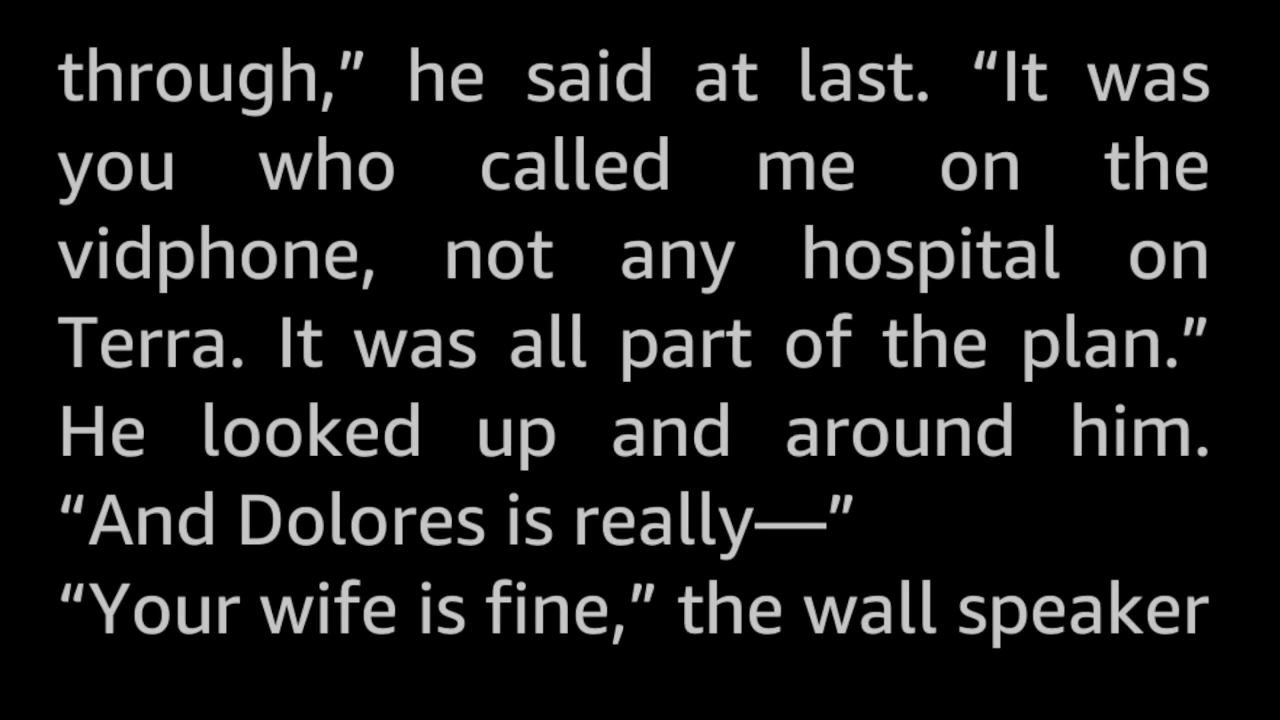 through,” he said at last. “It was
you who called me on the
vidphone, not any hospital on
Terra. It was all part of the plan.”
He looked up and around him.
“And Dolores is really—”
“Your wife is fine,” the wall speaker